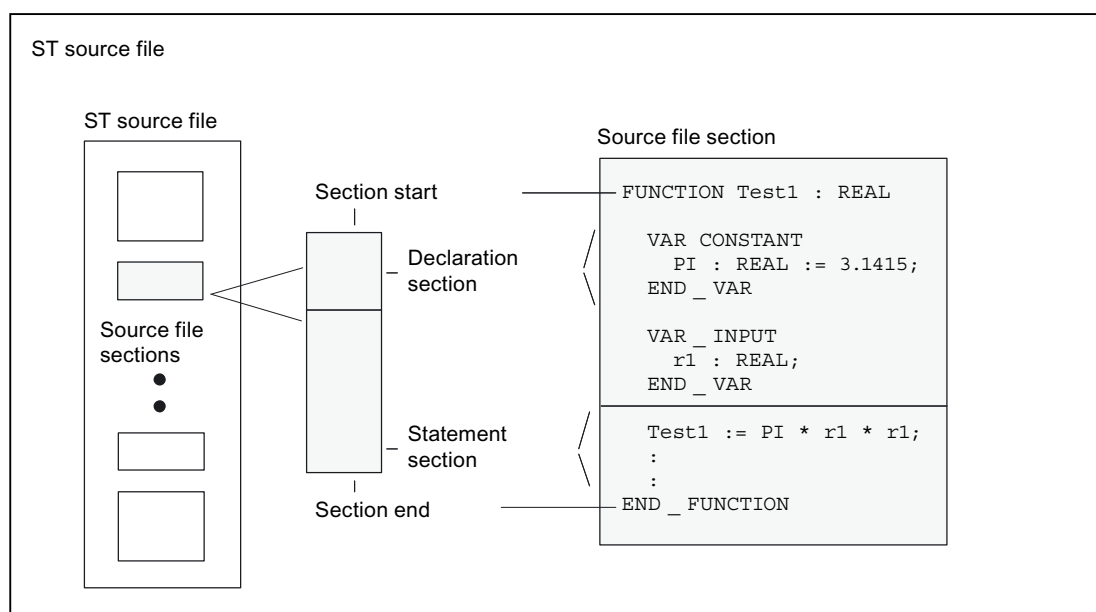 ST source file
ST source file
Source file
sections
Section start
Declaration
section
Statement
section
Section end
Source file section
FUNCTION Test1 : REAL
VAR CONSTANT
PI : REAL := 3.1415;
END _ VAR
VAR _ INPUT
r1 : REAL;
END _ VAR
Test1 := PI * r1 * r1;
:
:
END _ FUNCTION